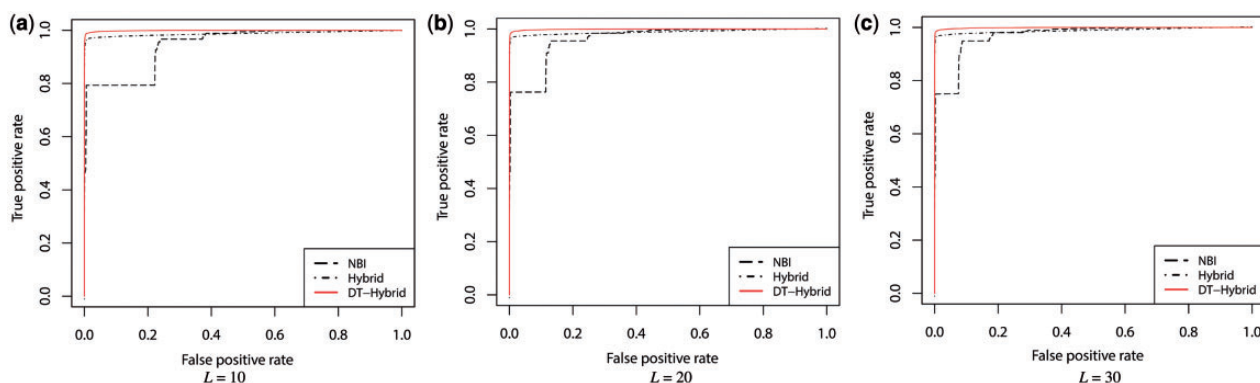 (a)
True positive rate
1.0
0.8
0.6
0.4
0.2
0.0
NBI
Hybrid
DT–Hybrid
0.0 0.2 0.4 0.6 0.8 1.0
False positive rate
L = 10
(b)
True positive rate
1.0
0.8
0.6
0.4
0.2
0.0
NBI
Hybrid
DT–Hybrid
0.0 0.2 0.4 0.6 0.8 1.0
False positive rate
L = 20
(c)
True positive rate
1.0
0.8
0.6
0.4
0.2
0.0
NBI
Hybrid
DT–Hybrid
0.0 0.2 0.4 0.6 0.8 1.0
False positive rate
L = 30